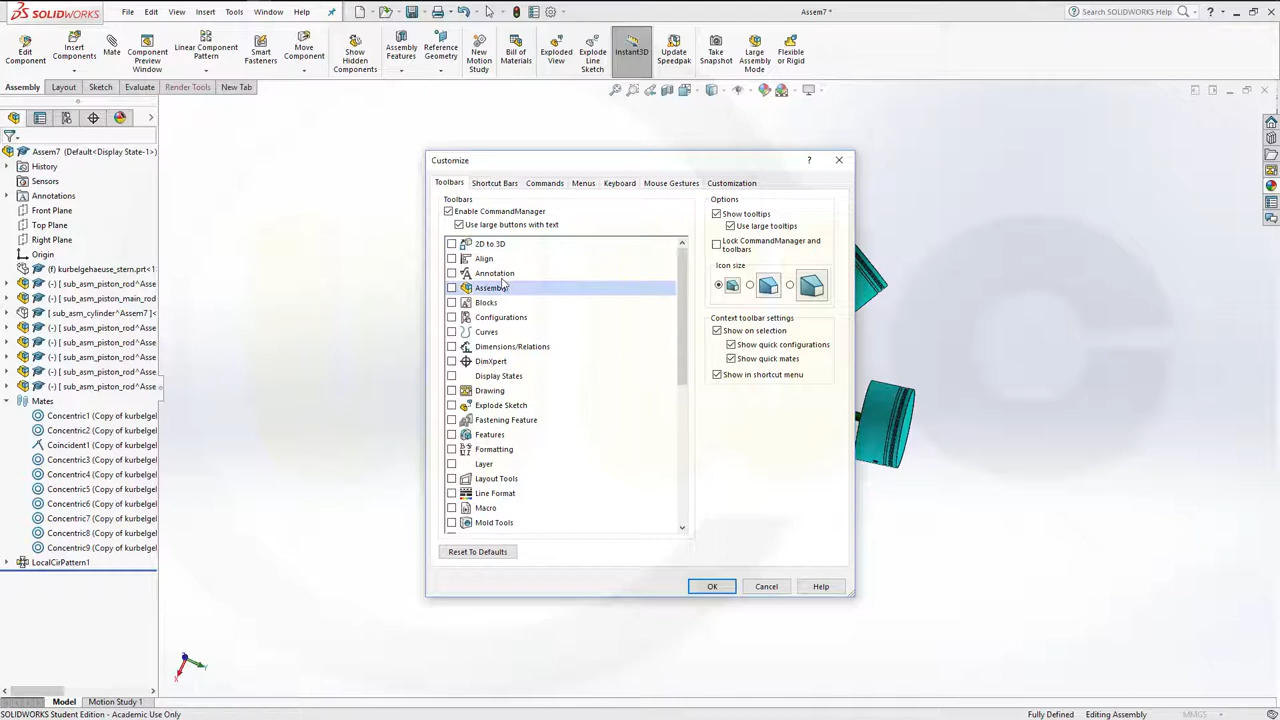 SOLIDWORKS File Edit View Insert Tools Window Help Assem7 * Search SOLIDWORKS Help
Edit Component
Insert Components
Mate
Component Preview Window
Linear Component Pattern
Smart Fasteners
Move Component
Show Hidden Components
Assembly Features
Reference Geometry
New Motion Study
Bill of Materials
Exploded View
Explode Line Sketch
Instant3D
Update Speedpak
Take Snapshot
Large Assembly Mode
Flexible or Rigid
Assembly Layout Sketch Evaluate Render Tools New Tab
Assem7 (Default<Display State-1>)
History
Sensors
Annotations
Front Plane
Top Plane
Right Plane
Origin
(f) kurbelgehause_stern.prt<1
(-) [ sub_asm_piston_rod^Asse
(-) [ sub_asm_piston_main_rod
[ sub_asm_cylinder^Assem7 ]<
(-) [ sub_asm_piston_rod^Asse
(-) [ sub_asm_piston_rod^Asse
(-) [ sub_asm_piston_rod^Asse
(-) [ sub_asm_piston_rod^Asse
(-) [ sub_asm_piston_rod^Asse
Mates
Concentric1 (Copy of kurbelgel
Concentric2 (Copy of kurbelgel
Coincident1 (Copy of kurbelgel
Concentric3 (Copy of kurbelgel
Concentric4 (Copy of kurbelgel
Concentric5 (Copy of kurbelgel
Concentric6 (Copy of kurbelgel
Concentric7 (Copy of kurbelgel
Concentric8 (Copy of kurbelgel
Concentric9 (Copy of kurbelgel
LocalCirPattern1
Customize
Toolbars Shortcut Bars Commands Menus Keyboard Mouse Gestures Customization
Toolbars
Enable CommandManager
Use large buttons with text
2D to 3D
Align
Annotation
Assembly
Blocks
Configurations
Curves
Dimensions/Relations
DimXpert
Display States
Drawing
Explode Sketch
Fastening Feature
Features
Formatting
Layer
Layout Tools
Line Format
Macro
Mold Tools
Reset To Defaults
Options
Show tooltips
Use large tooltips
Lock CommandManager and toolbars
Icon size
Context toolbar settings
Show on selection
Show quick configurations
Show quick mates
Show in shortcut menu
OK Cancel Help
Model Motion Study 1
SOLIDWORKS Student Edition - Academic Use Only Fully Defined Editing Assembly MMGS